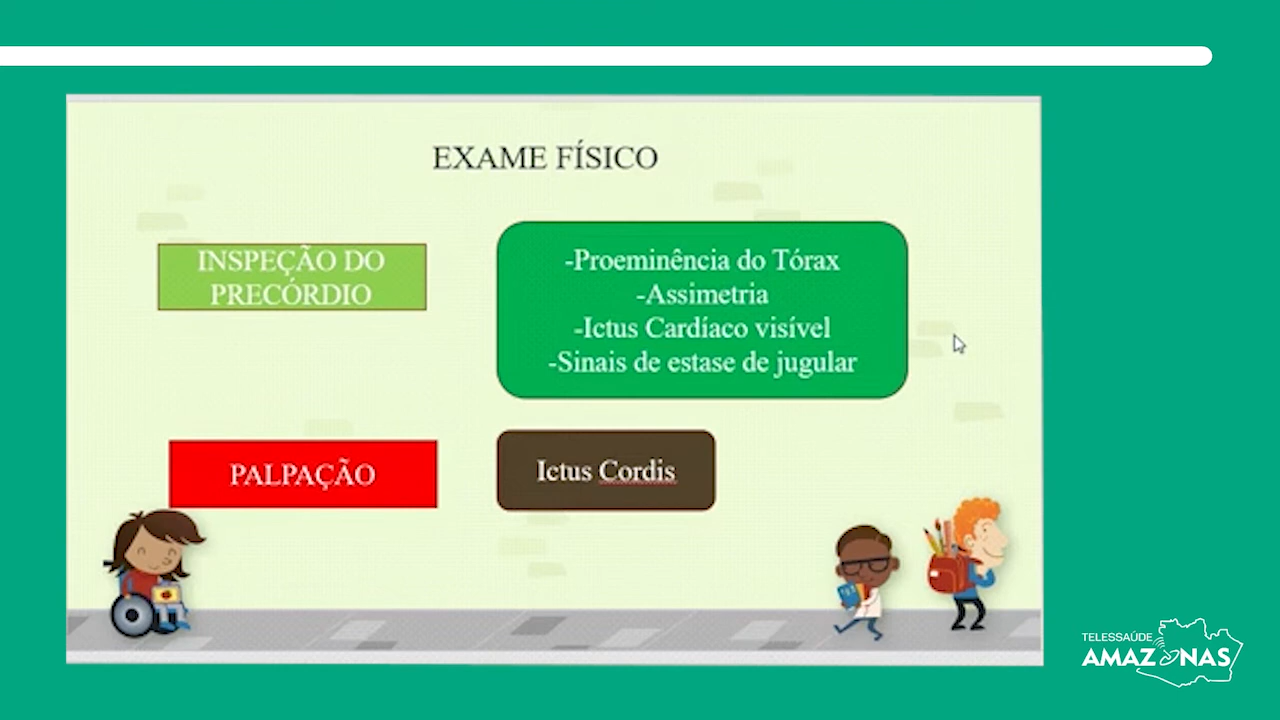 EXAME FÍSICO
INSPEÇÃO DO
PRECÓRDIO
-Proeminência do Tórax
-Assimetria
-Ictus Cardíaco visível
-Sinais de estase de jugular
PALPAÇÃO
Ictus Cordis
TELESSAÚDE
AMAZONAS